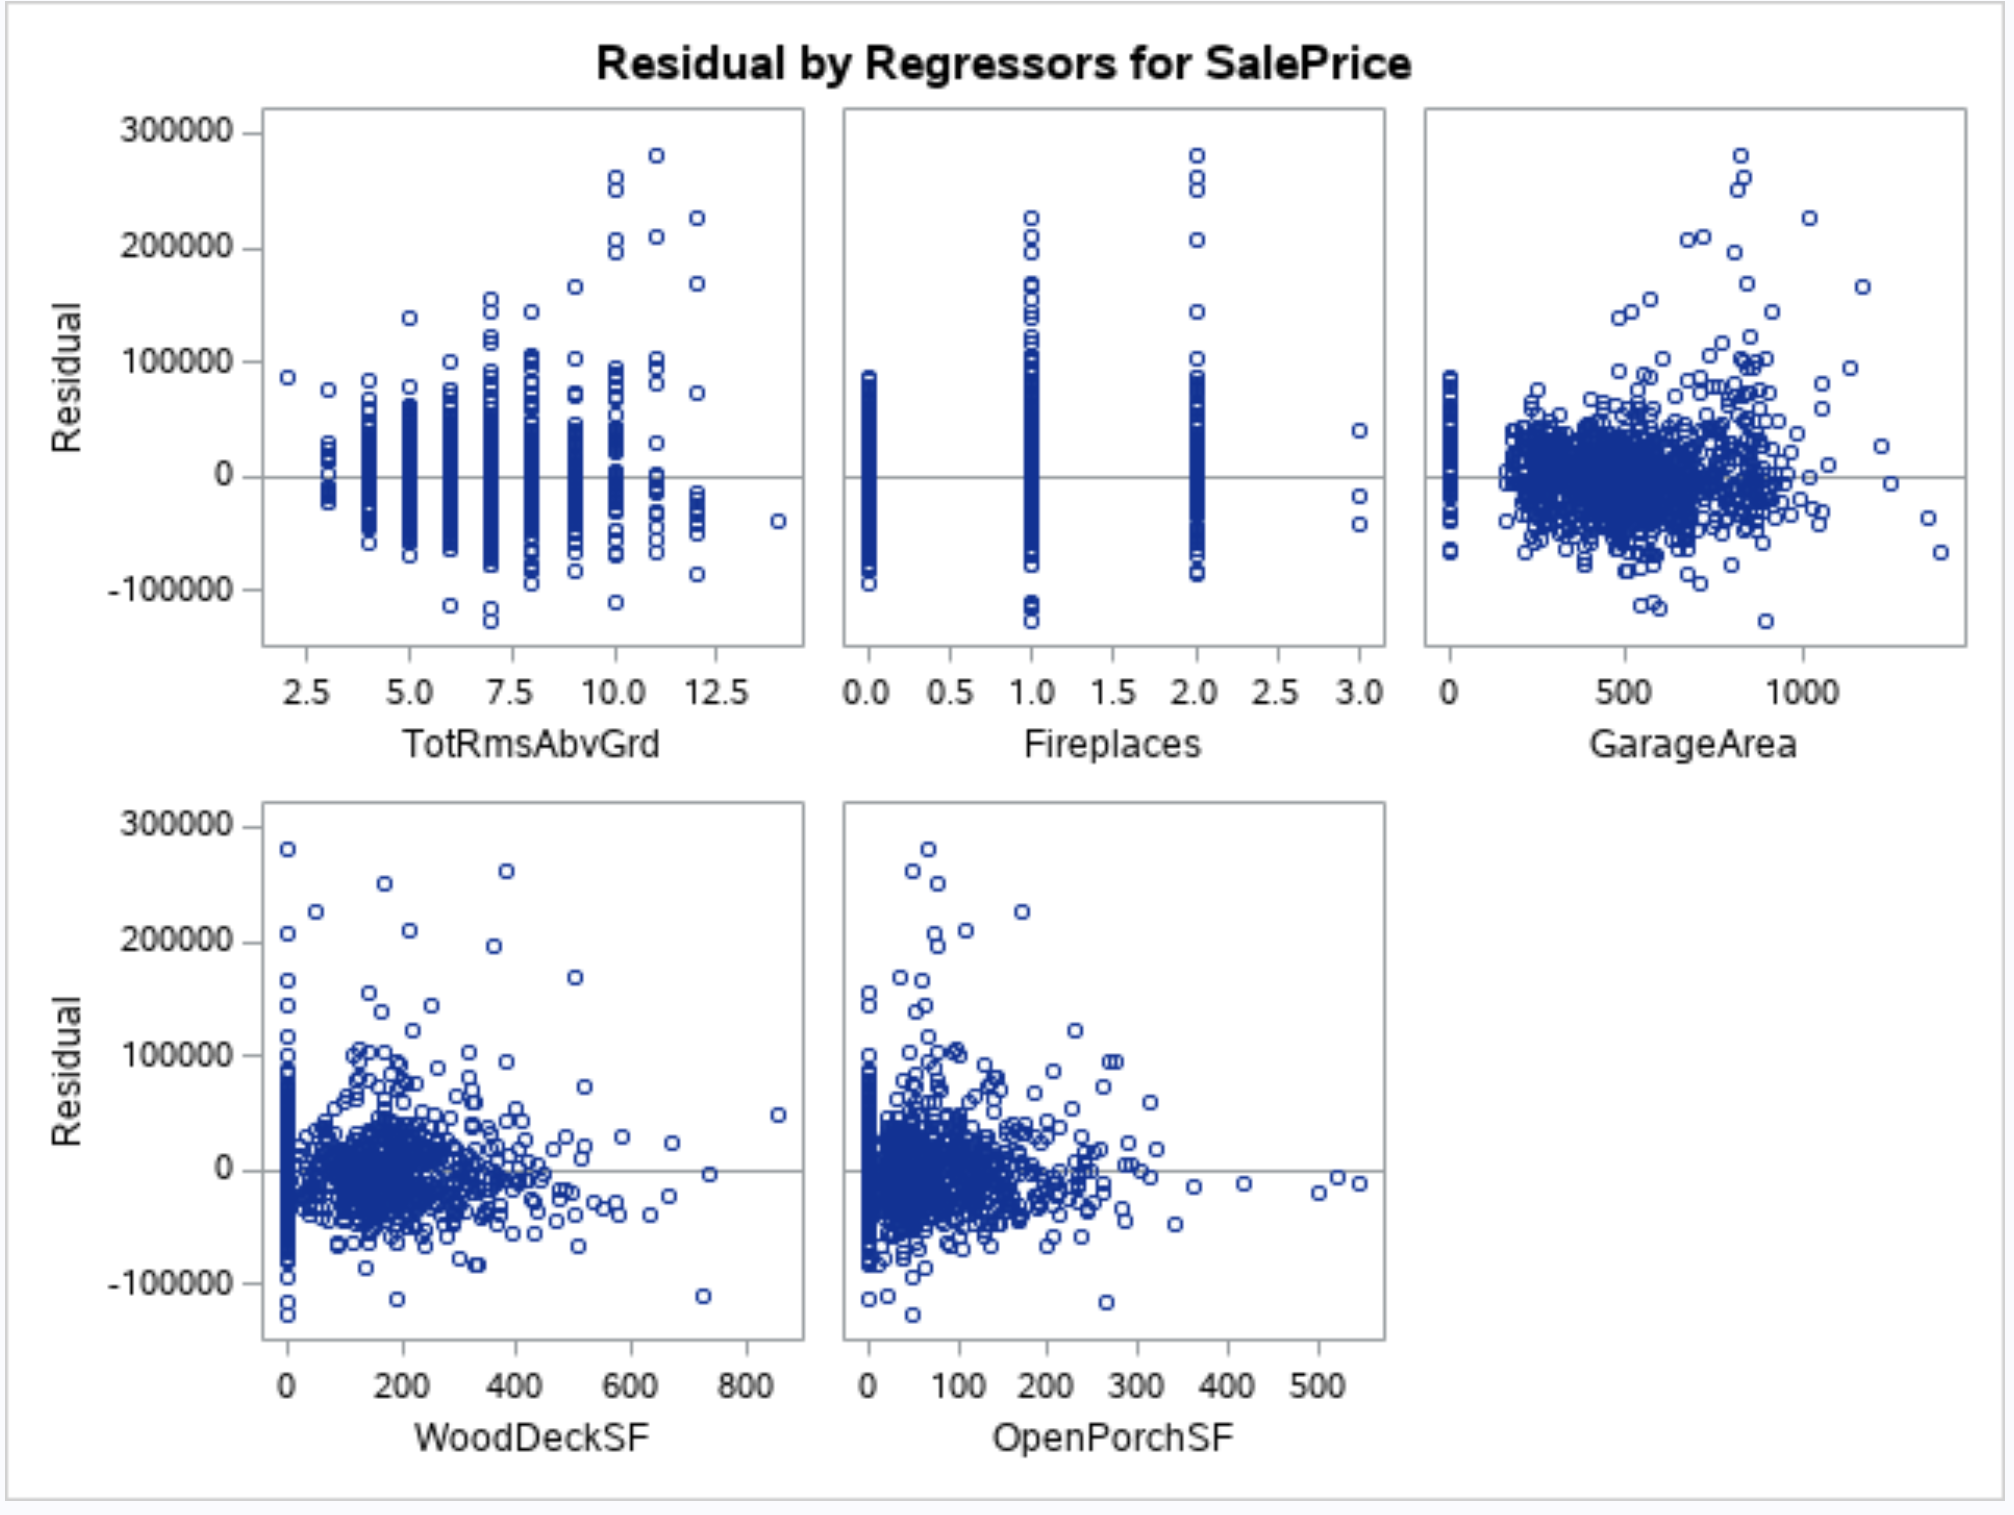 Residual by Regressors for SalePrice
Residual
300000
200000
100000
0
-100000
2.5 5.0 7.5 10.0 12.5
TotRmsAbvGrd
0.0 0.5 1.0 1.5 2.0 2.5 3.0
Fireplaces
0 500 1000
GarageArea
Residual
300000
200000
100000
0
-100000
0 200 400 600 800
WoodDeckSF
0 100 200 300 400 500
OpenPorchSF